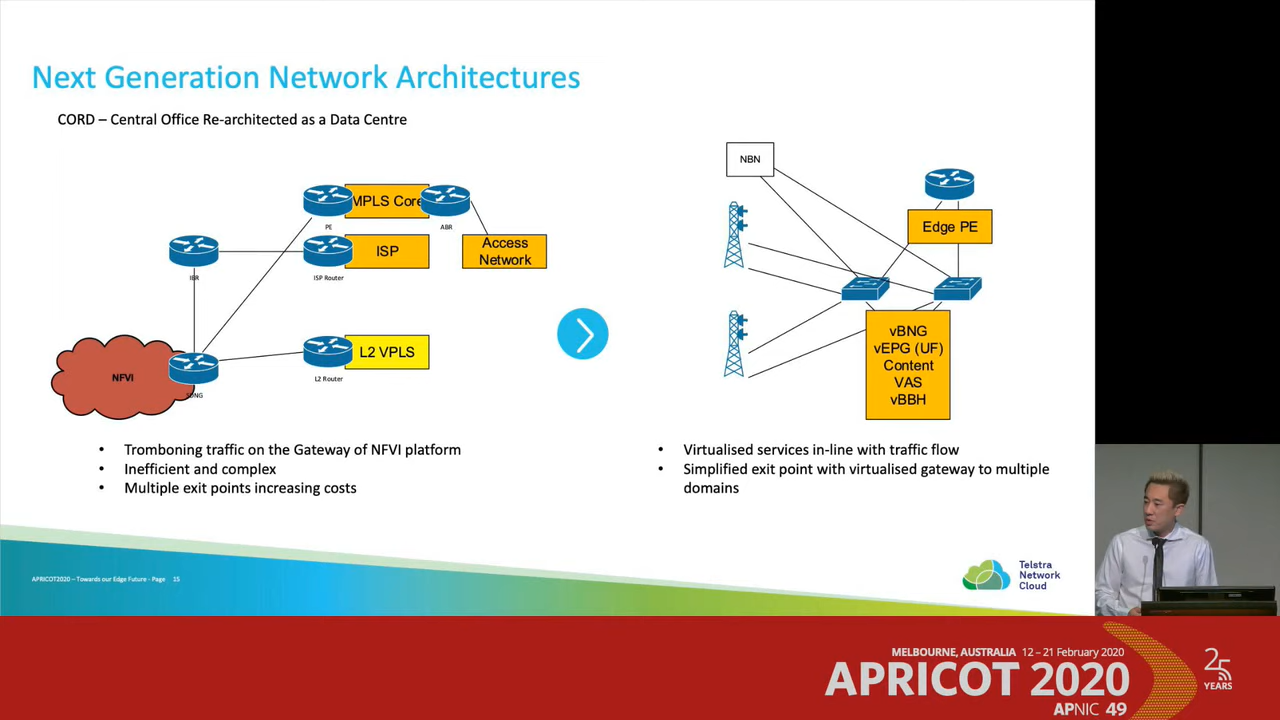 Next Generation Network Architectures
CORD – Central Office Re-architected as a Data Centre
MPLS Core
PE
ABR
ISP
Access
Network
IBR
ISP Router
L2 VPLS
NFVI
L2 Router
• Tromboning traffic on the Gateway of NFVI platform
• Inefficient and complex
• Multiple exit points increasing costs
NBN
Edge PE
vBNG
vEPG (UF)
Content
VAS
vBBH
• Virtualised services in-line with traffic flow
• Simplified exit point with virtualised gateway to multiple
domains
APRICOT2020 – Towards our Edge Future - Page 15
Telstra
Network
Cloud
MELBOURNE, AUSTRALIA 12 – 21 February 2020
APRICOT 2020
APNIC 49
25
YEARS